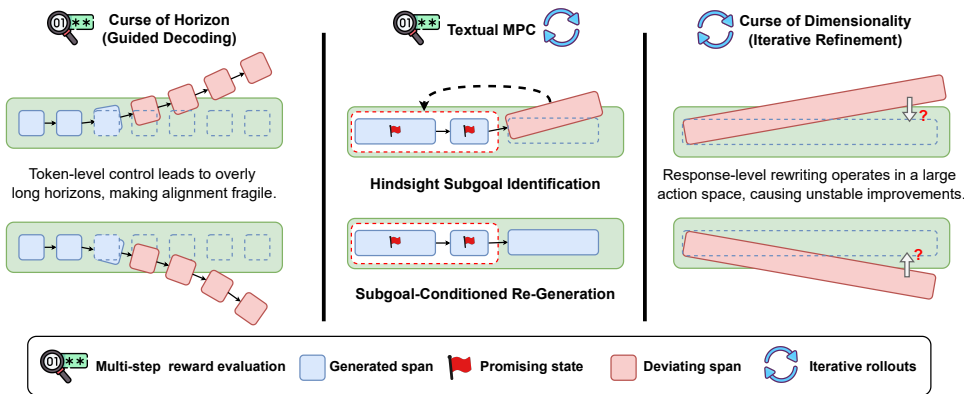 Curse of Horizon
(Guided Decoding)
01 **
Token-level control leads to overly
long horizons, making alignment fragile.
Textual MPC
01 **
Hindsight Subgoal Identification
Subgoal-Conditioned Re-Generation
Curse of Dimensionality
(Iterative Refinement)
?
Response-level rewriting operates in a large
action space, causing unstable improvements.
?
01 **
Multi-step reward evaluation
Generated span
Promising state
Deviating span
Iterative rollouts